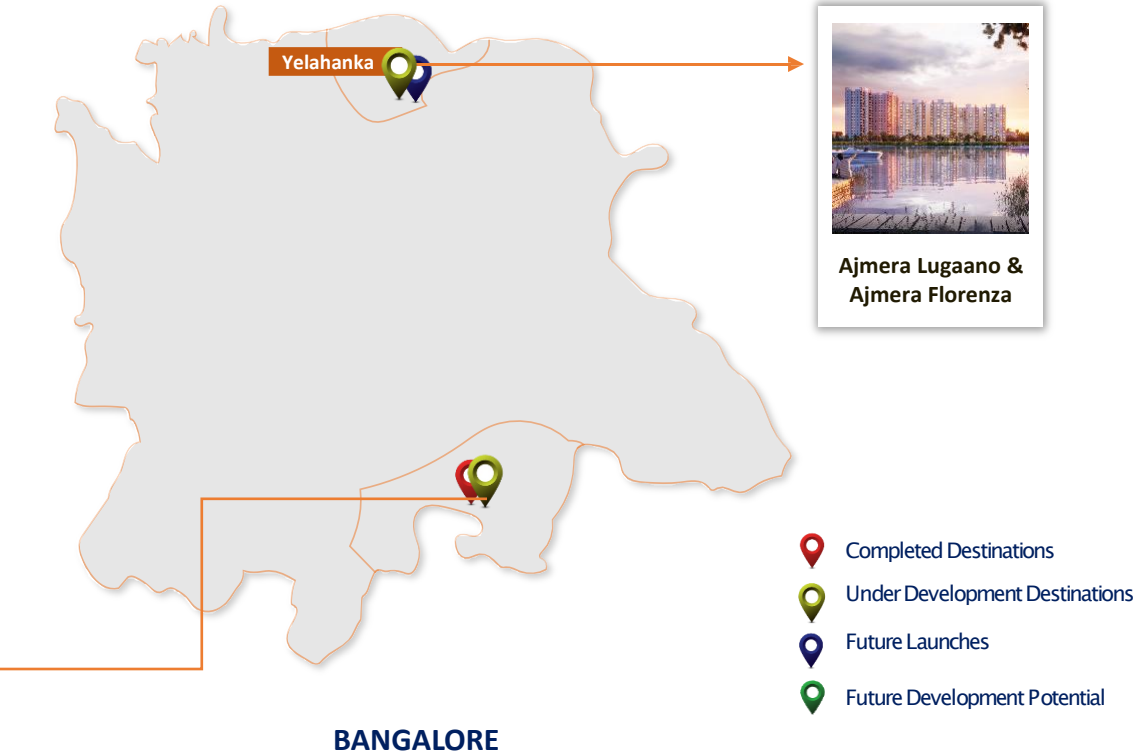 Yelahanka
Ajmera Lugaano &
Ajmera Florenza
Completed Destinations
Under Development Destinations
Future Launches
Future Development Potential
BANGALORE